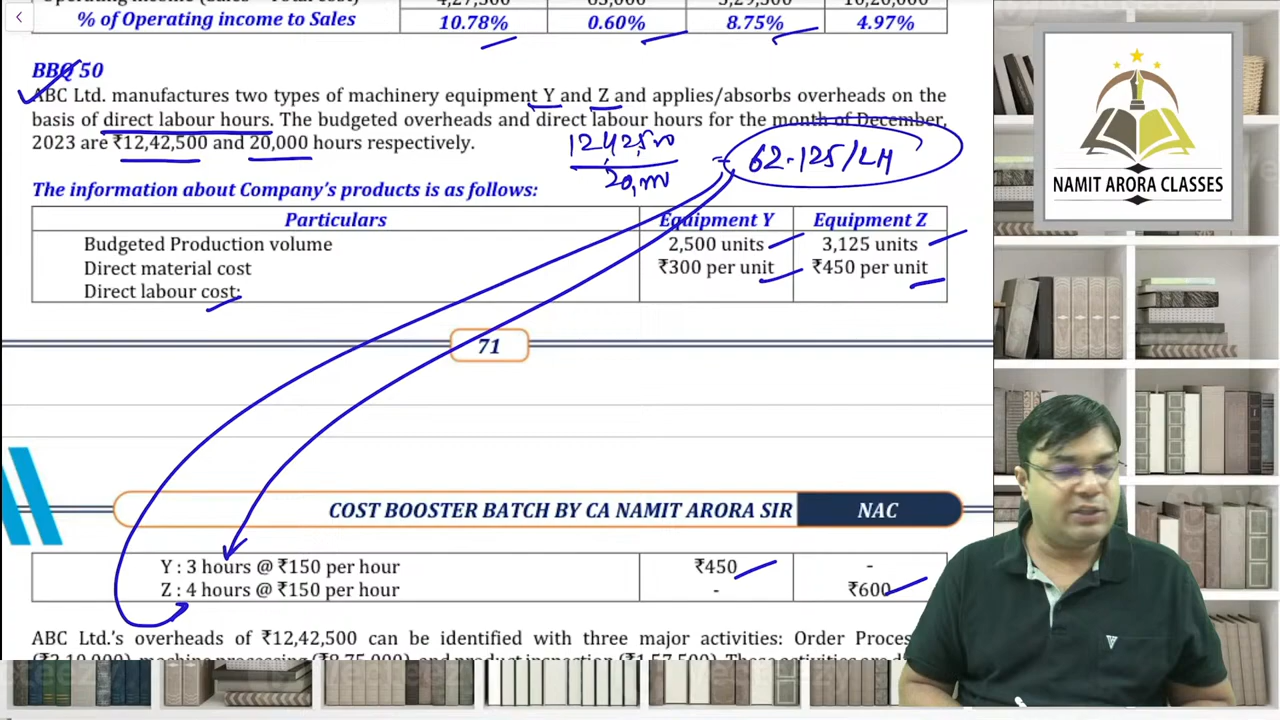 % of Operating income to Sales 10.78% 0.60% 8.75% 4.97%
BBQ 50
ABC Ltd. manufactures two types of machinery equipment Y and Z and applies/absorbs overheads on the
basis of direct labour hours. The budgeted overheads and direct labour hours for the month of December,
2023 are ₹12,42,500 and 20,000 hours respectively.
12,42,500
20,000
= 62.125/LH
The information about Company's products is as follows:
Particulars Equipment Y Equipment Z
Budgeted Production volume 2,500 units 3,125 units
Direct material cost ₹300 per unit ₹450 per unit
Direct labour cost:
71
COST BOOSTER BATCH BY CA NAMIT ARORA SIR NAC
Y : 3 hours @ ₹150 per hour ₹450 -
Z : 4 hours @ ₹150 per hour - ₹600
ABC Ltd.'s overheads of ₹12,42,500 can be identified with three major activities: Order
NAMIT ARORA CLASSES